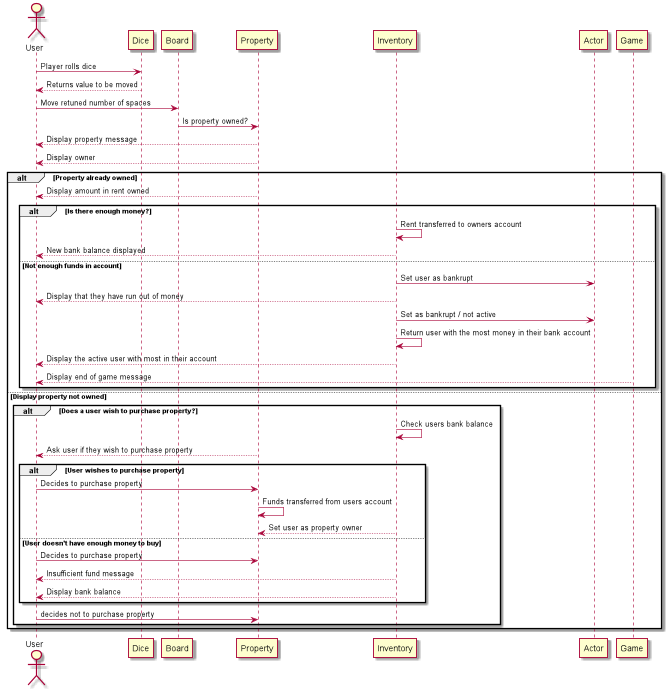 User
Dice
Board
Property
Inventory
Actor
Game
Player rolls dice
Returns value to be moved
Move retuned number of spaces
Is property owned?
Display property message
Display owner
alt [Property already owned]
Display amount in rent owned
alt [Is there enough money?]
Rent transferred to owners account
New bank balance displayed
[Not enough funds in account]
Set user as bankrupt
Display that they have run out of money
Set as bankrupt / not active
Return user with the most money in their bank account
Display the active user with most in their account
Display end of game message
[Display property not owned]
alt [Does a user wish to purchase property?]
Check users bank balance
Ask user if they wish to purchase property
alt [User wishes to purchase property]
Decides to purchase property
Funds transferred from users account
Set user as property owner
[User doesn't have enough money to buy]
Decides to purchase property
Insufficient fund message
Display bank balance
decides not to purchase property
User
Dice
Board
Property
Inventory
Actor
Game